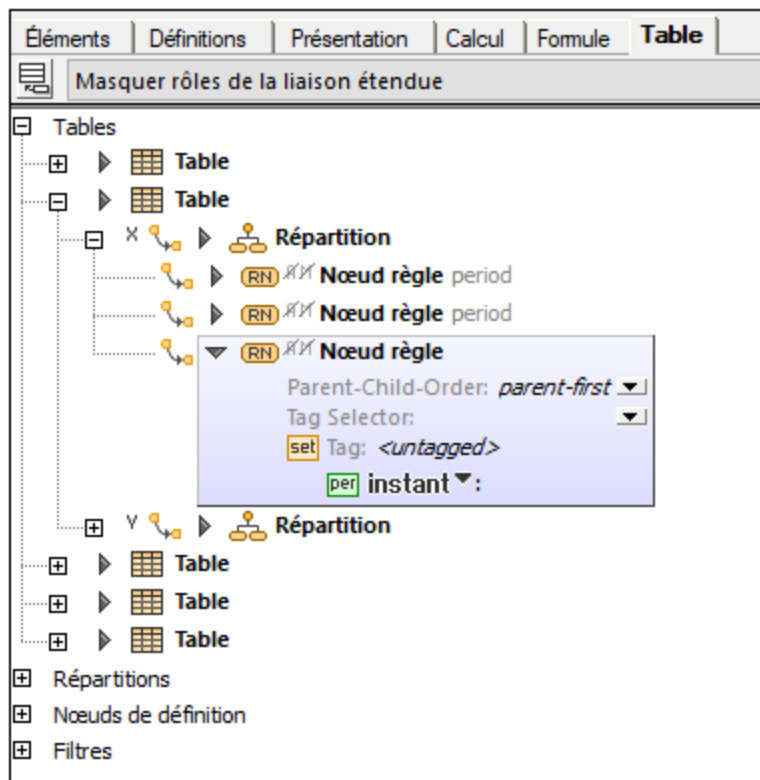 Éléments Définitions Présentation Calcul Formule Table
Masquer rôles de la liaison étendue
Tables
Table
Table
X Répartition
RN Nœud règle period
RN Nœud règle period
RN Nœud règle
Parent-Child-Order: parent-first
Tag Selector:
set Tag: <untagged>
per instant :
Y Répartition
Table
Table
Table
Répartitions
Nœuds de définition
Filtres